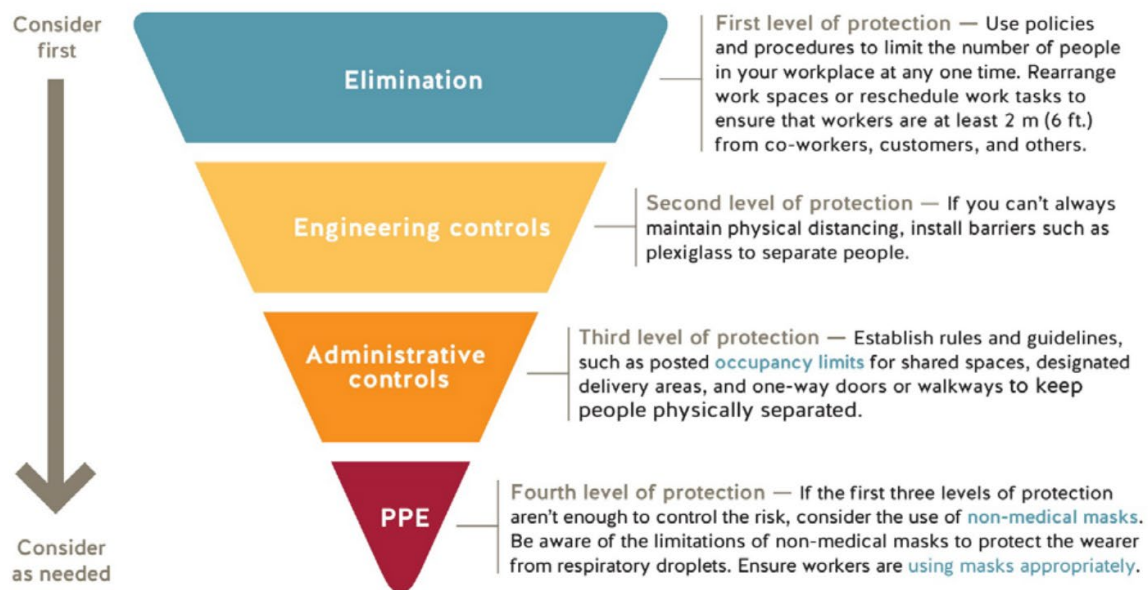 Consider
first
Elimination
First level of protection — Use policies
and procedures to limit the number of people
in your workplace at any one time. Rearrange
work spaces or reschedule work tasks to
ensure that workers are at least 2 m (6 ft.)
from co-workers, customers, and others.
Engineering controls
Second level of protection — If you can't always
maintain physical distancing, install barriers such as
plexiglass to separate people.
Administrative
controls
Third level of protection — Establish rules and guidelines,
such as posted occupancy limits for shared spaces, designated
delivery areas, and one-way doors or walkways to keep
people physically separated.
PPE
Fourth level of protection — If the first three levels of protection
aren't enough to control the risk, consider the use of non-medical masks.
Be aware of the limitations of non-medical masks to protect the wearer
from respiratory droplets. Ensure workers are using masks appropriately.
Consider
as needed